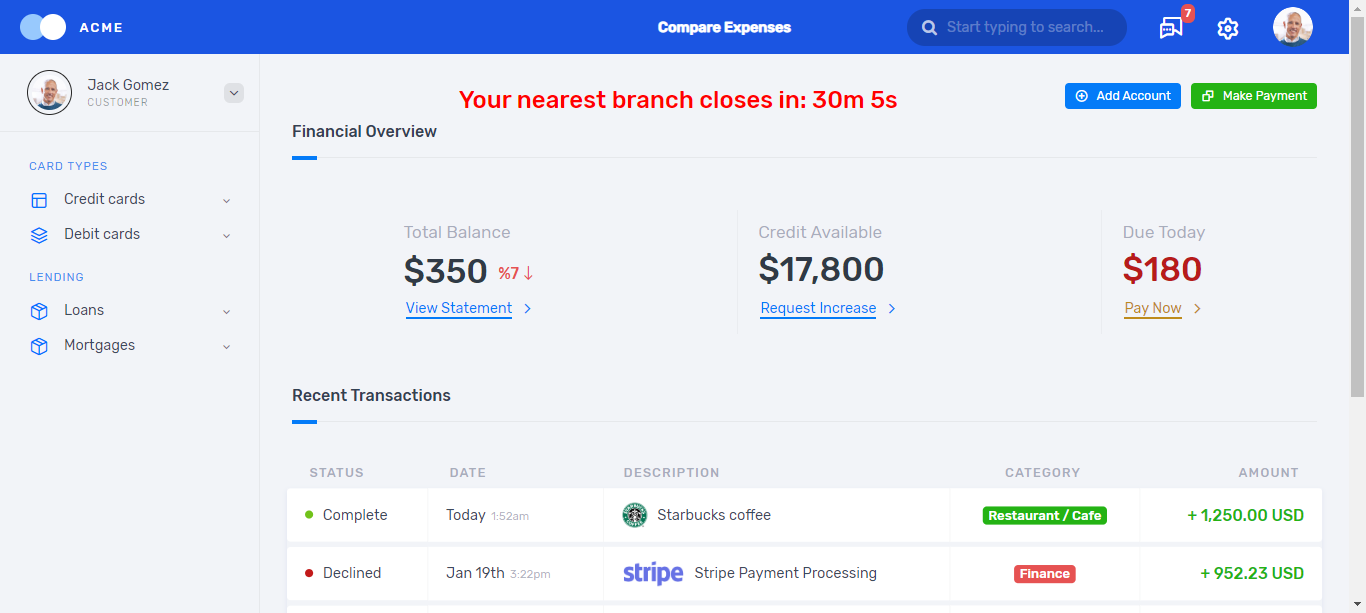 ACME
Compare Expenses
Start typing to search...
7
Jack Gomez
CUSTOMER
Your nearest branch closes in: 30m 5s
Add Account
Make Payment
Financial Overview
CARD TYPES
Credit cards
Debit cards
LENDING
Loans
Mortgages
Total Balance
$350 %7
View Statement
Credit Available
$17,800
Request Increase
Due Today
$180
Pay Now
Recent Transactions
STATUS DATE DESCRIPTION CATEGORY AMOUNT
Complete Today 1:52am Starbucks coffee Restaurant / Cafe + 1,250.00 USD
Declined Jan 19th 3:22pm stripe Stripe Payment Processing Finance + 952.23 USD